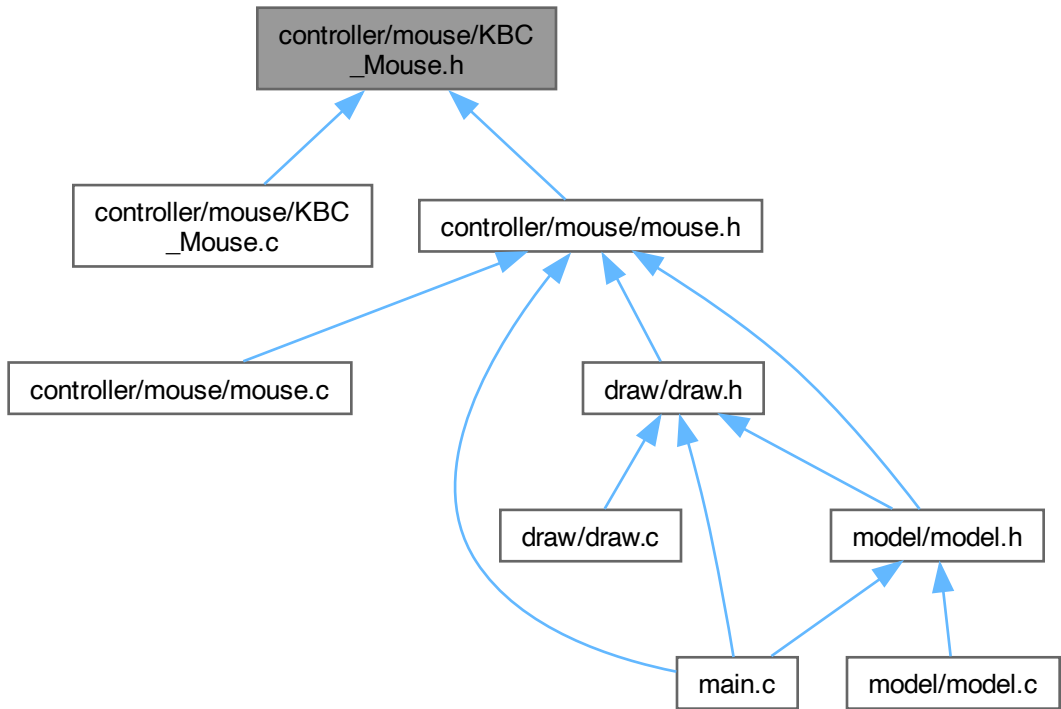 controller/mouse/KBC
_Mouse.h
controller/mouse/KBC
_Mouse.c
controller/mouse/mouse.h
controller/mouse/mouse.c
draw/draw.h
draw/draw.c
model/model.h
main.c
model/model.c